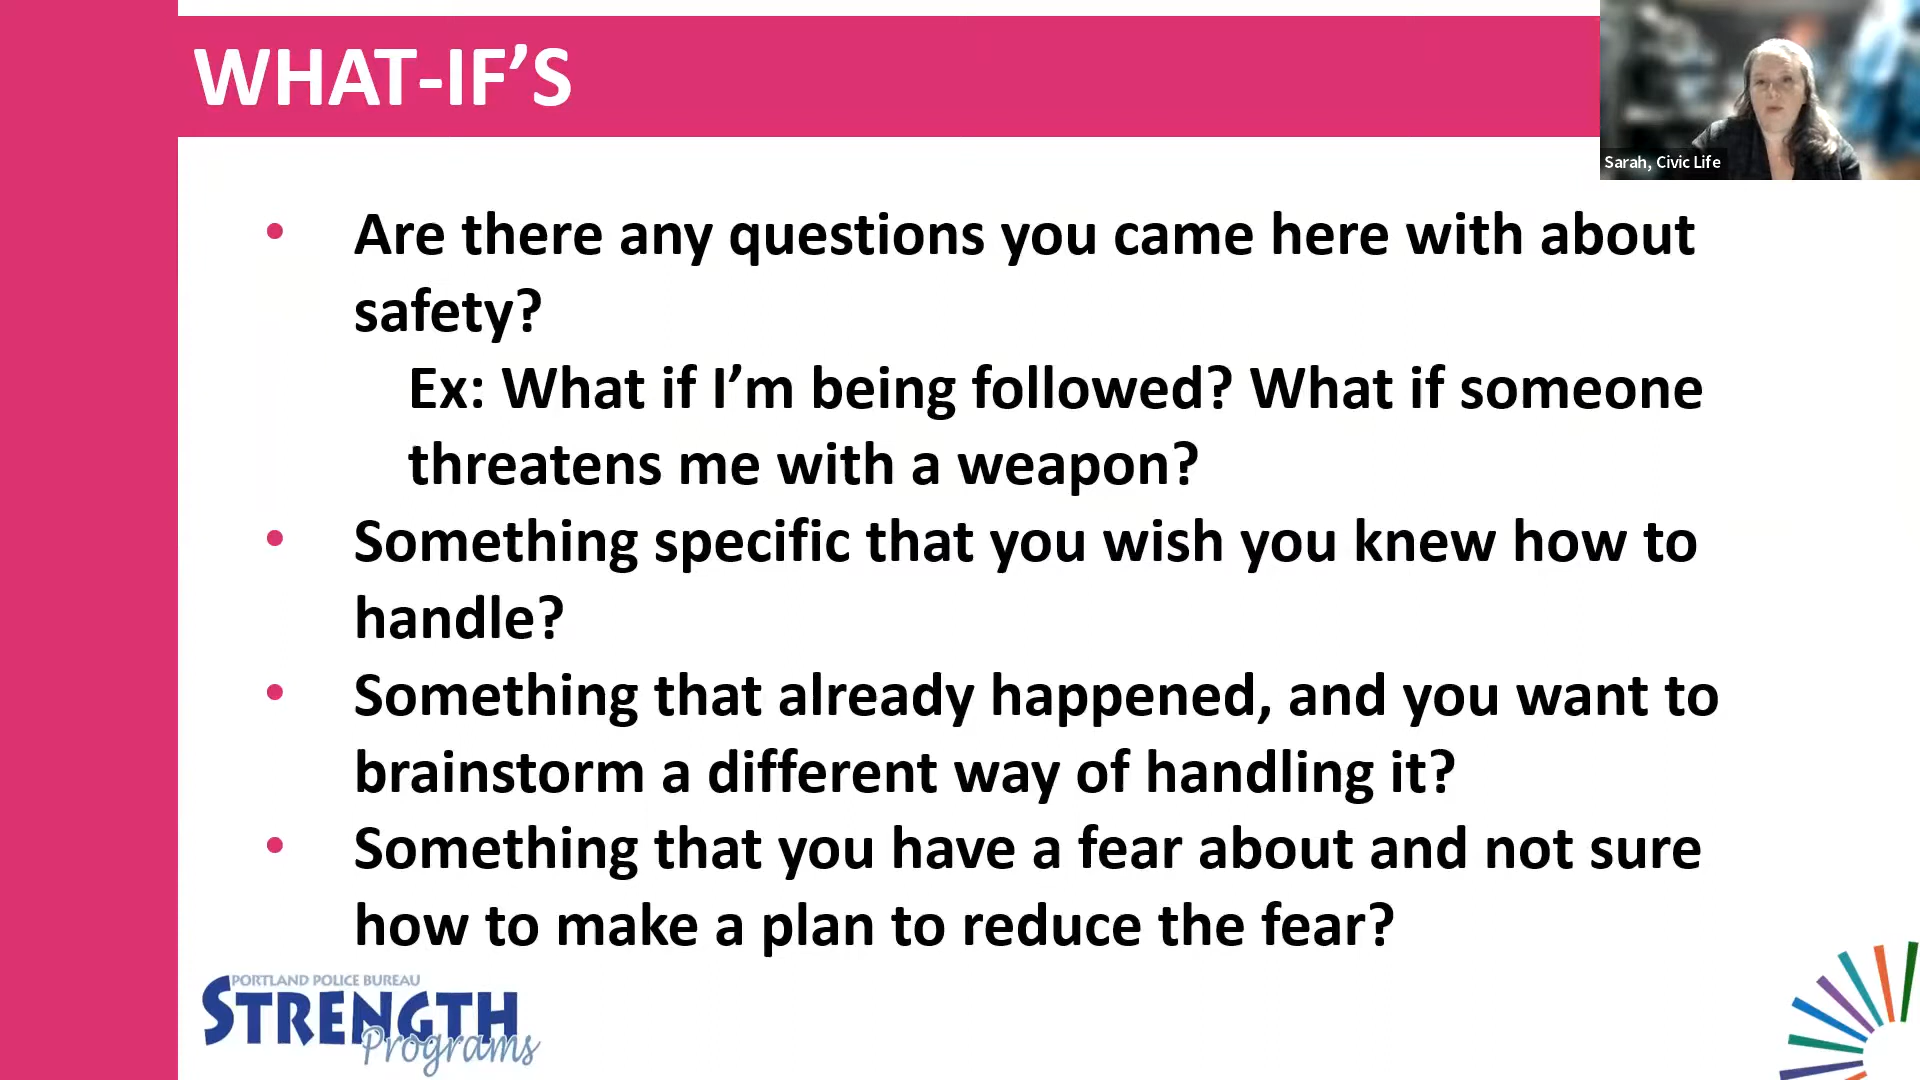 WHAT-IF’S
Sarah, Civic Life
Are there any questions you came here with about
safety?
Ex: What if I’m being followed? What if someone
threatens me with a weapon?
Something specific that you wish you knew how to
handle?
Something that already happened, and you want to
brainstorm a different way of handling it?
Something that you have a fear about and not sure
how to make a plan to reduce the fear?
PORTLAND POLICE BUREAU
STRENGTH
Programs